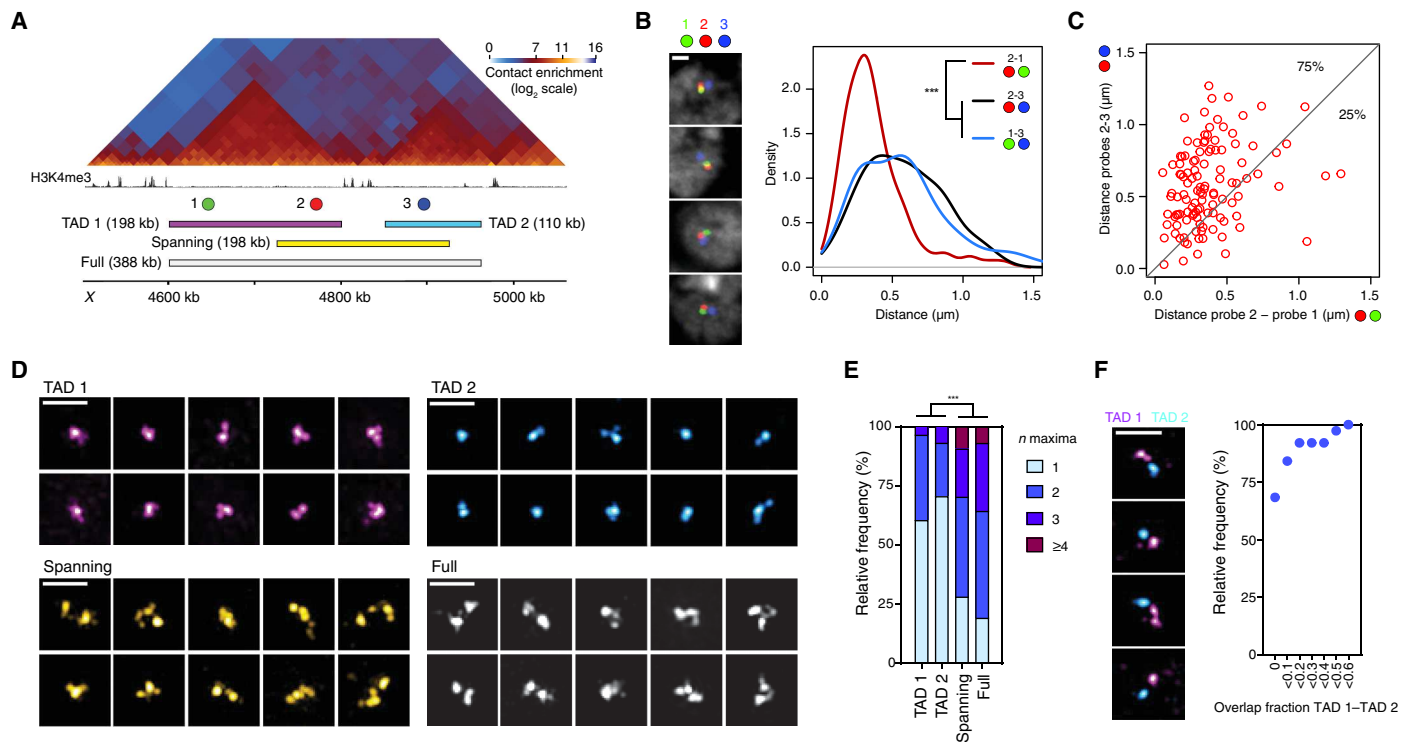 A
0 7 11 16
Contact enrichment
(log2 scale)
H3K4me3
1 2 3
TAD 1 (198 kb)
TAD 2 (110 kb)
Spanning (198 kb)
Full (388 kb)
X 4600 kb 4800 kb 5000 kb
B
1 2 3
Density
2.0
1.5
1.0
0.5
0.0
0.0 0.5 1.0 1.5
Distance (µm)
***
2-1
2-3
1-3
C
Distance probes 2-3 (µm)
1.5
1.0
0.5
0.0
75%
25%
0.0 0.5 1.0 1.5
Distance probe 2 – probe 1 (µm)
D
TAD 1
TAD 2
Spanning
Full
E
***
Relative frequency (%)
100
75
50
25
0
TAD 1
TAD 2
Spanning
Full
n maxima
1
2
3
≥4
F
TAD 1 TAD 2
Relative frequency (%)
100
75
50
25
0
0
<0.1
<0.2
<0.3
<0.4
<0.5
<0.6
Overlap fraction TAD 1–TAD 2